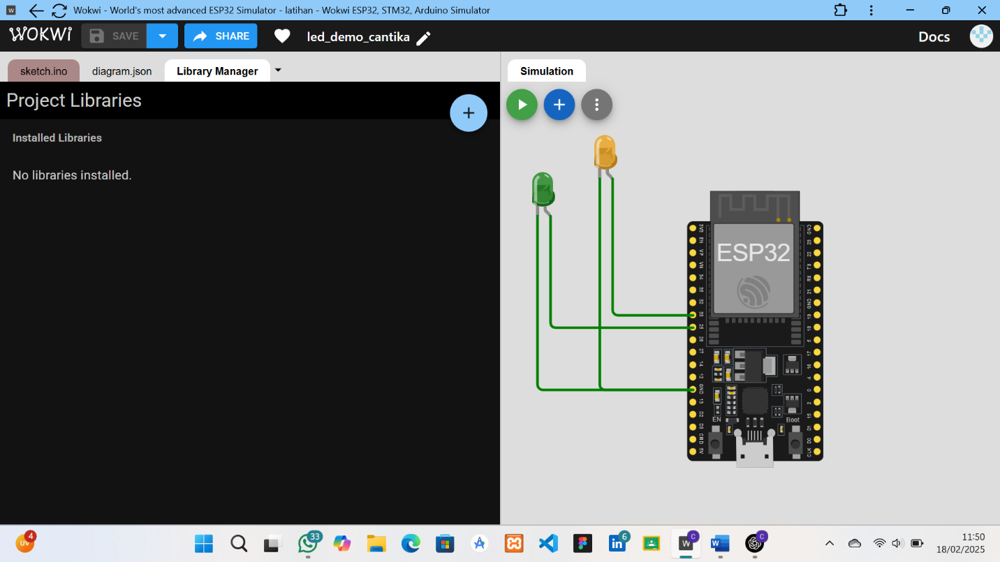 Wokwi - World's most advanced ESP32 Simulator - latihan - Wokwi ESP32, STM32, Arduino Simulator
WOKWI
SAVE
SHARE
led_demo_cantika
Docs
sketch.ino
diagram.json
Library Manager
Simulation
Project Libraries
Installed Libraries
No libraries installed.
ESP32
3V3
EN
VP
VN
34
35
32
33
25
26
27
14
12
GND
13
D2
D3
CMD
5V
GND
23
22
TX
RX
21
GND
19
18
5
17
16
4
0
2
15
D1
D0
CLK
EN
Boot
UV
4
33
6
C
C
11:50
18/02/2025